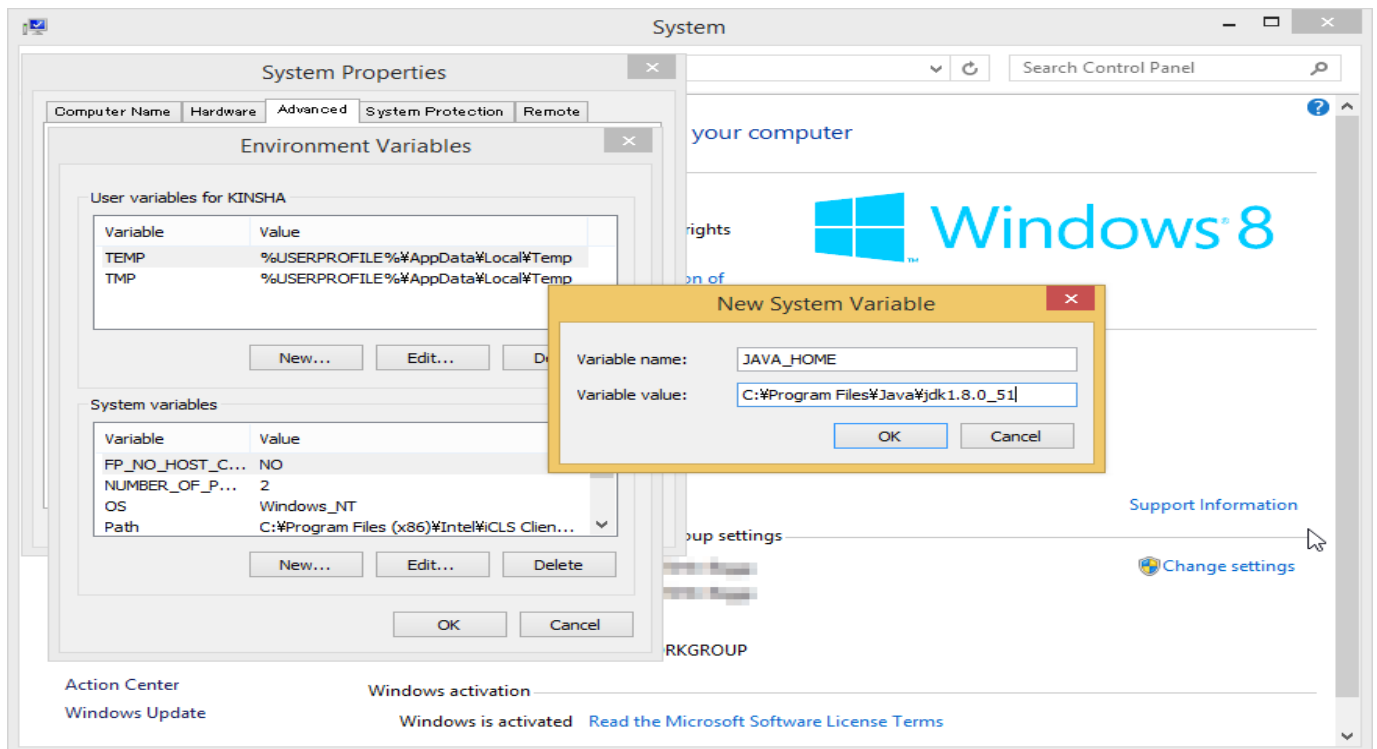 System
Search Control Panel
System Properties
Computer Name Hardware Advanced System Protection Remote
Environment Variables
User variables for KINSHA
Variable Value
TEMP %USERPROFILE%¥AppData¥Local¥Temp
TMP %USERPROFILE%¥AppData¥Local¥Temp
New... Edit...
System variables
Variable Value
FP_NO_HOST_C... NO
NUMBER_OF_P... 2
OS Windows_NT
Path C:¥Program Files (x86)¥Intel¥iCLS Clien...
New... Edit... Delete
OK Cancel
your computer
rights
Windows 8
TM
of
New System Variable
Variable name: JAVA_HOME
Variable value: C:¥Program Files¥Java¥jdk1.8.0_51
OK Cancel
Support Information
settings
Change settings
RKGROUP
Action Center
Windows Update
Windows activation
Windows is activated Read the Microsoft Software License Terms